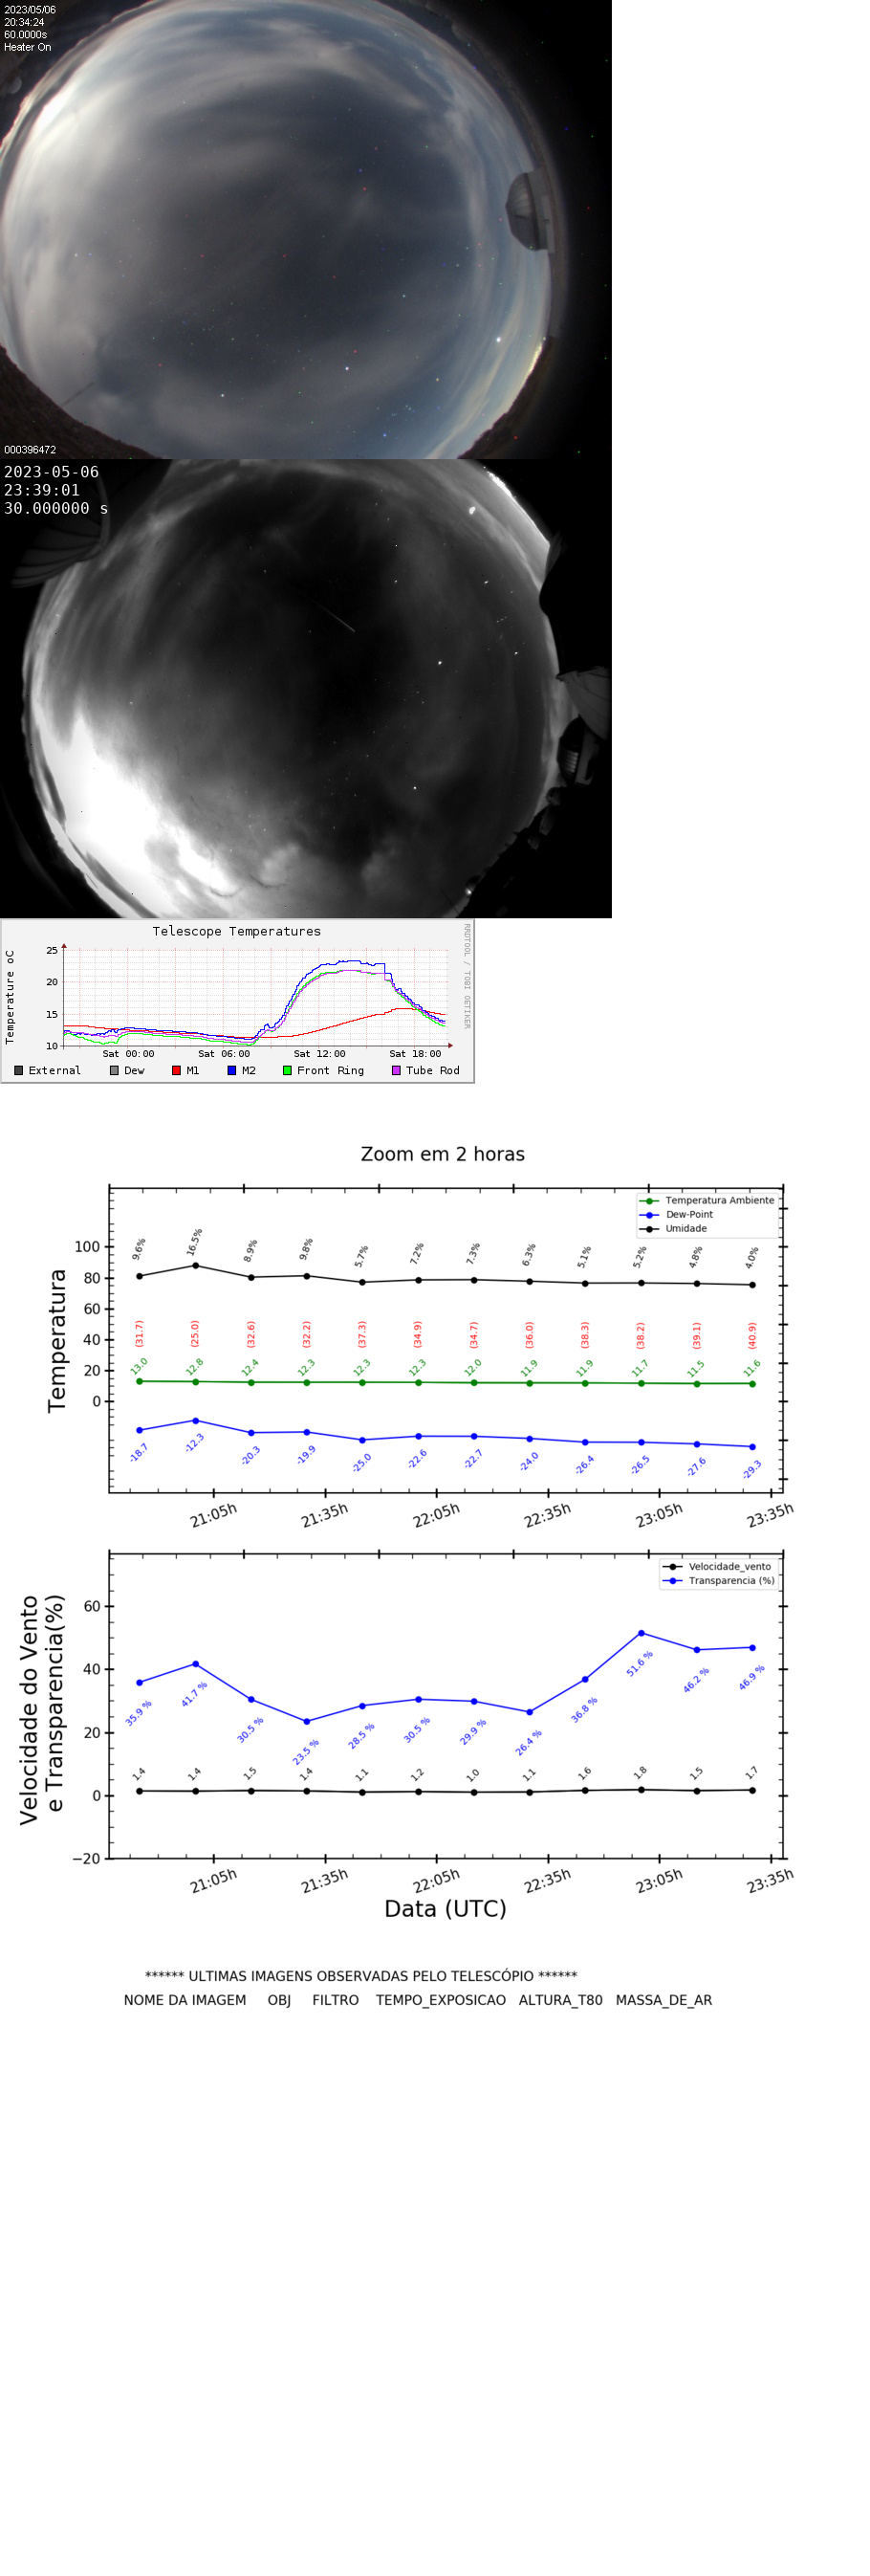 2023/05/06
20:34:24
60.0000s
Heater On
000396472
2023-05-06
23:39:01
30.000000 s
Telescope Temperatures
RRDTOOL / TOBI OETIKER
Temperature oC
25
20
15
10
Sat 00:00 Sat 06:00 Sat 12:00 Sat 18:00
External Dew M1 M2 Front Ring Tube Rod
Zoom em 2 horas
Temperatura Ambiente
Dew-Point
Umidade
Temperatura
100
80
60
40
20
0
9.6% 16.5% 8.9% 9.8% 5.7% 7.2% 7.3% 6.3% 5.1% 5.2% 4.8% 4.0%
(31.7) (25.0) (32.6) (32.2) (37.3) (34.9) (34.7) (36.0) (38.3) (38.2) (39.1) (40.9)
13.0 12.8 12.4 12.3 12.3 12.3 12.0 11.9 11.9 11.7 11.5 11.6
-18.7 -12.3 -20.3 -19.9 -25.0 -22.6 -22.7 -24.0 -26.4 -26.5 -27.6 -29.3
21:05h 21:35h 22:05h 22:35h 23:05h 23:35h
Velocidade_vento
Transparencia (%)
Velocidade do Vento
e Transparencia(%)
60
40
20
0
−20
35.9 % 41.7 % 30.5 % 23.5 % 28.5 % 30.5 % 29.9 % 26.4 % 36.8 % 51.6 % 46.2 % 46.9 %
1.4 1.4 1.5 1.4 1.1 1.2 1.0 1.1 1.6 1.8 1.5 1.7
21:05h 21:35h 22:05h 22:35h 23:05h 23:35h
Data (UTC)
****** ULTIMAS IMAGENS OBSERVADAS PELO TELESCÓPIO ******
NOME DA IMAGEM OBJ FILTRO TEMPO_EXPOSICAO ALTURA_T80 MASSA_DE_AR